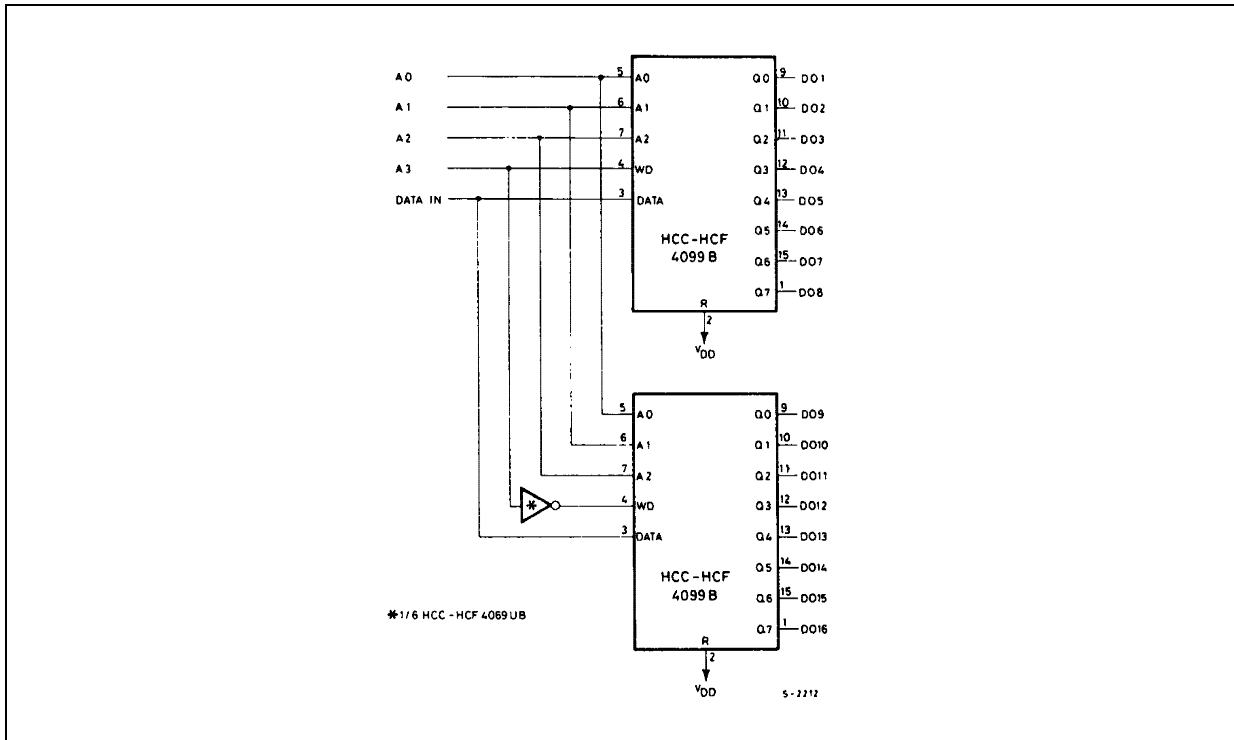 A0 5 A0 Q0 9 DO1
A1 6 A1 Q1 10 DO2
A2 7 A2 Q2 11 DO3
A3 4 WD Q3 12 DO4
DATA IN 3 DATA Q4 13 DO5
Q5 14 DO6
HCC-HCF
4099B
Q6 15 DO7
Q7 1 DO8
R
2
VDD
5 A0 Q0 9 DO9
6 A1 Q1 10 DO10
7 A2 Q2 11 DO11
* 4 WD Q3 12 DO12
3 DATA Q4 13 DO13
Q5 14 DO14
HCC-HCF
4099B
Q6 15 DO15
*1/6 HCC-HCF 4069UB
Q7 1 DO16
R
2
VDD
S-2212